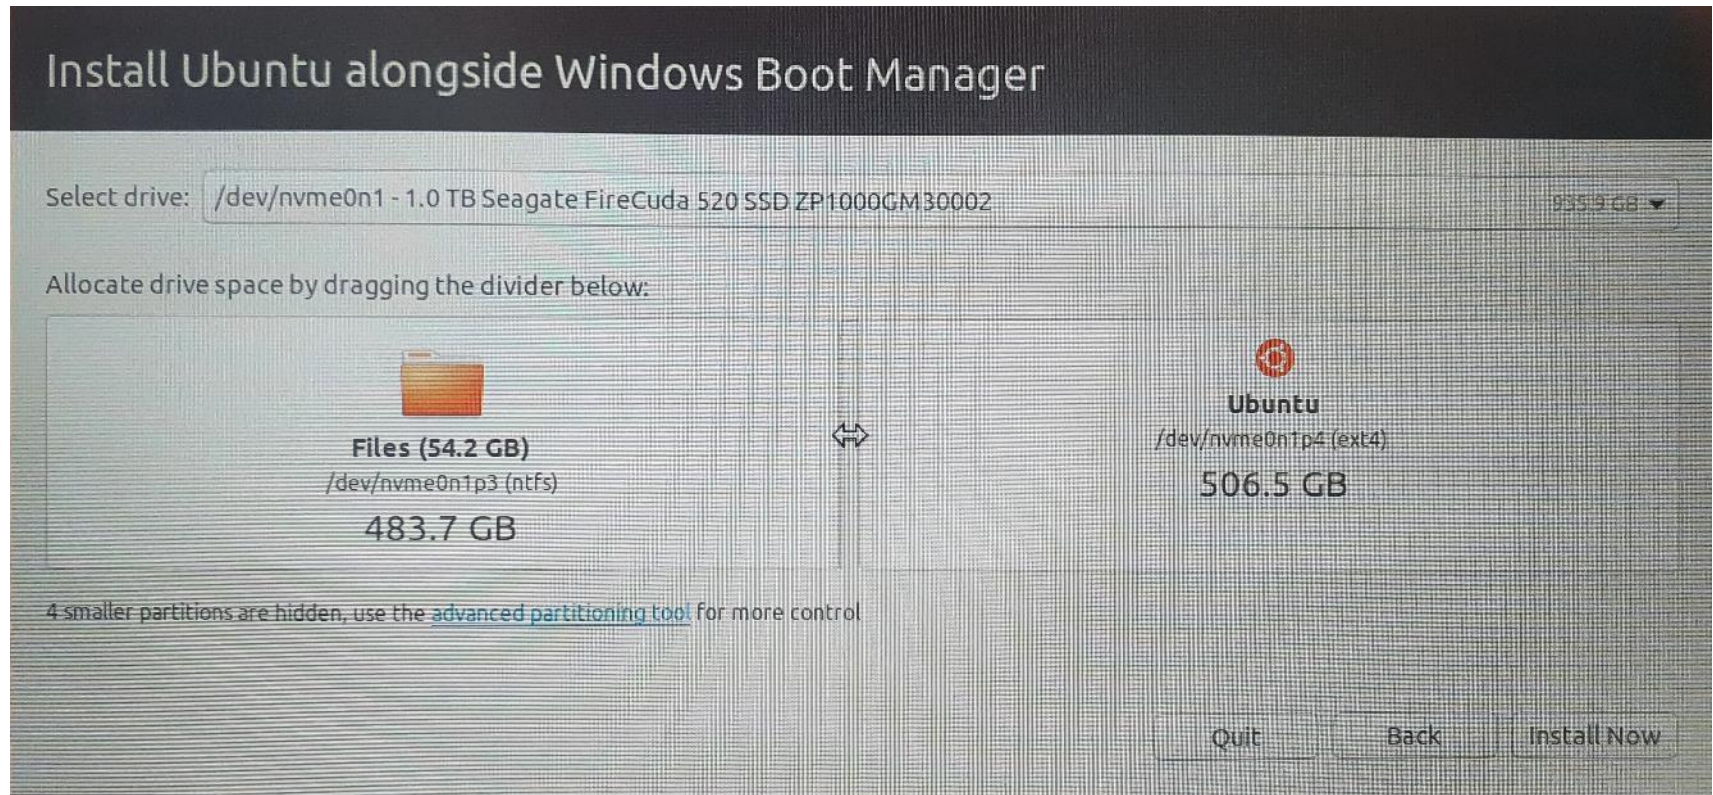 Install Ubuntu alongside Windows Boot Manager
Select drive: /dev/nvme0n1 - 1.0 TB Seagate FireCuda 520 SSD ZP1000GM30002 935.9 GB
Allocate drive space by dragging the divider below:
Files (54.2 GB)
/dev/nvme0n1p3 (ntfs)
483.7 GB
Ubuntu
/dev/nvme0n1p4 (ext4)
506.5 GB
4 smaller partitions are hidden, use the advanced partitioning tool for more control
Quit Back Install Now